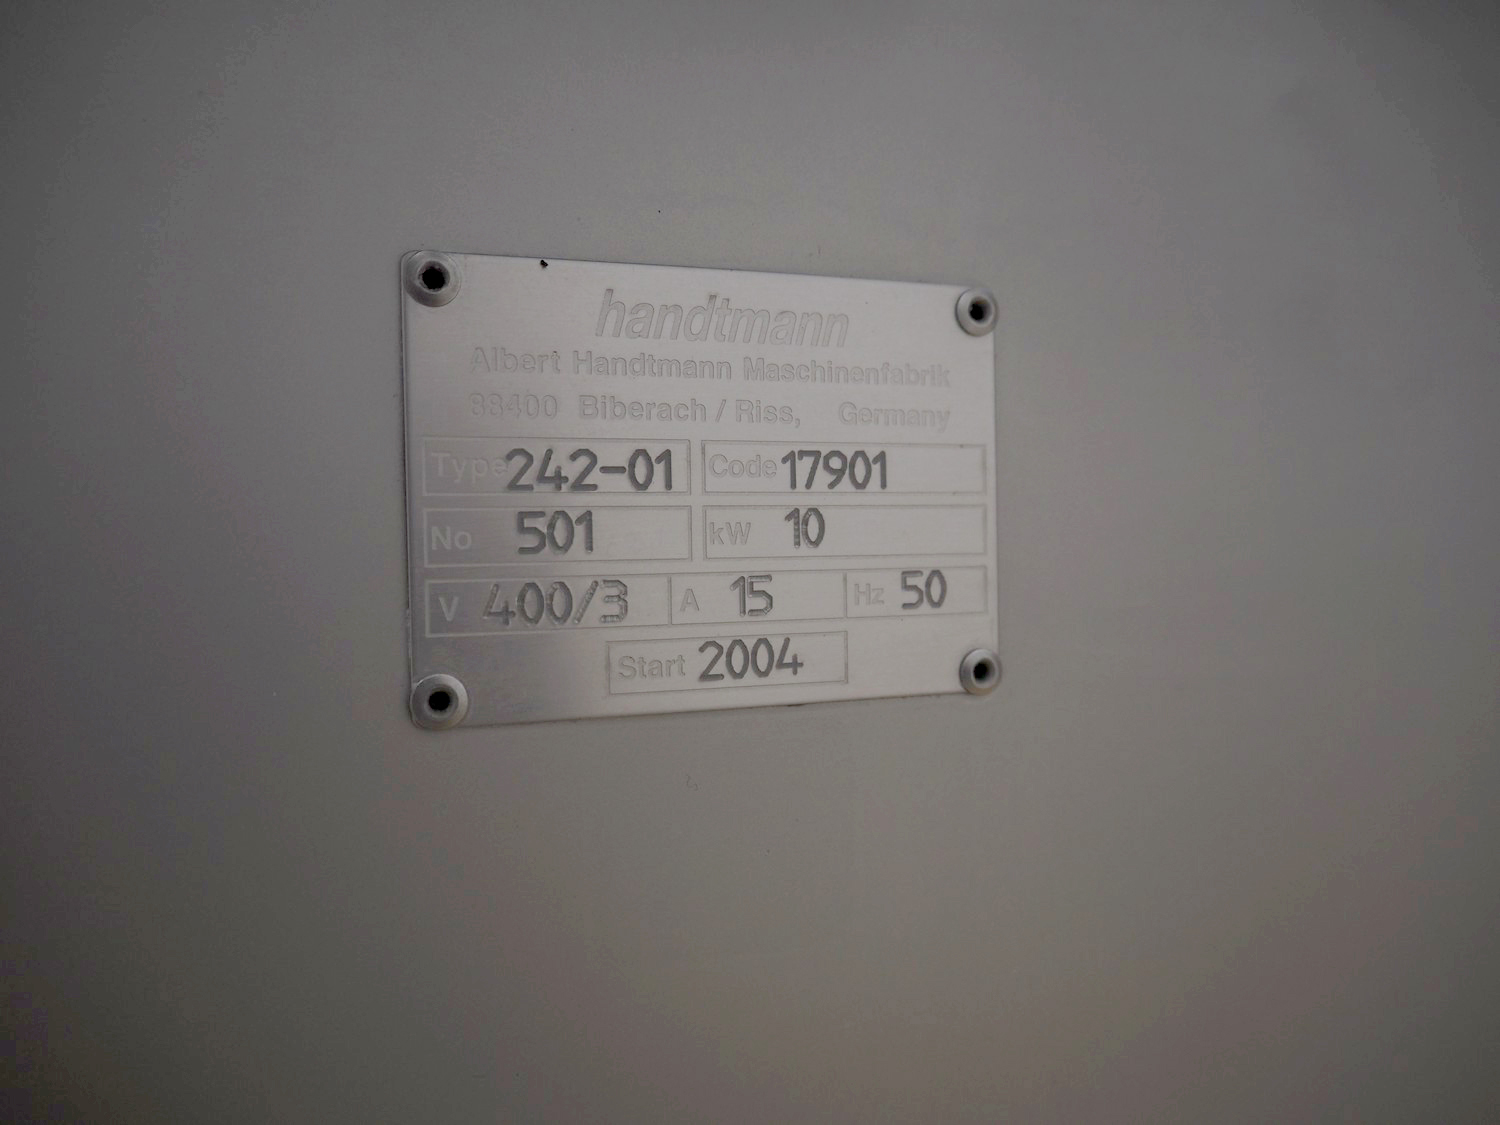 handtmann
Albert Handtmann Maschinenfabrik
88400 Biberach / Riss, Germany
Type 242-01 Code 17901
No 501 kW 10
V 400/3 A 15 Hz 50
Start 2004